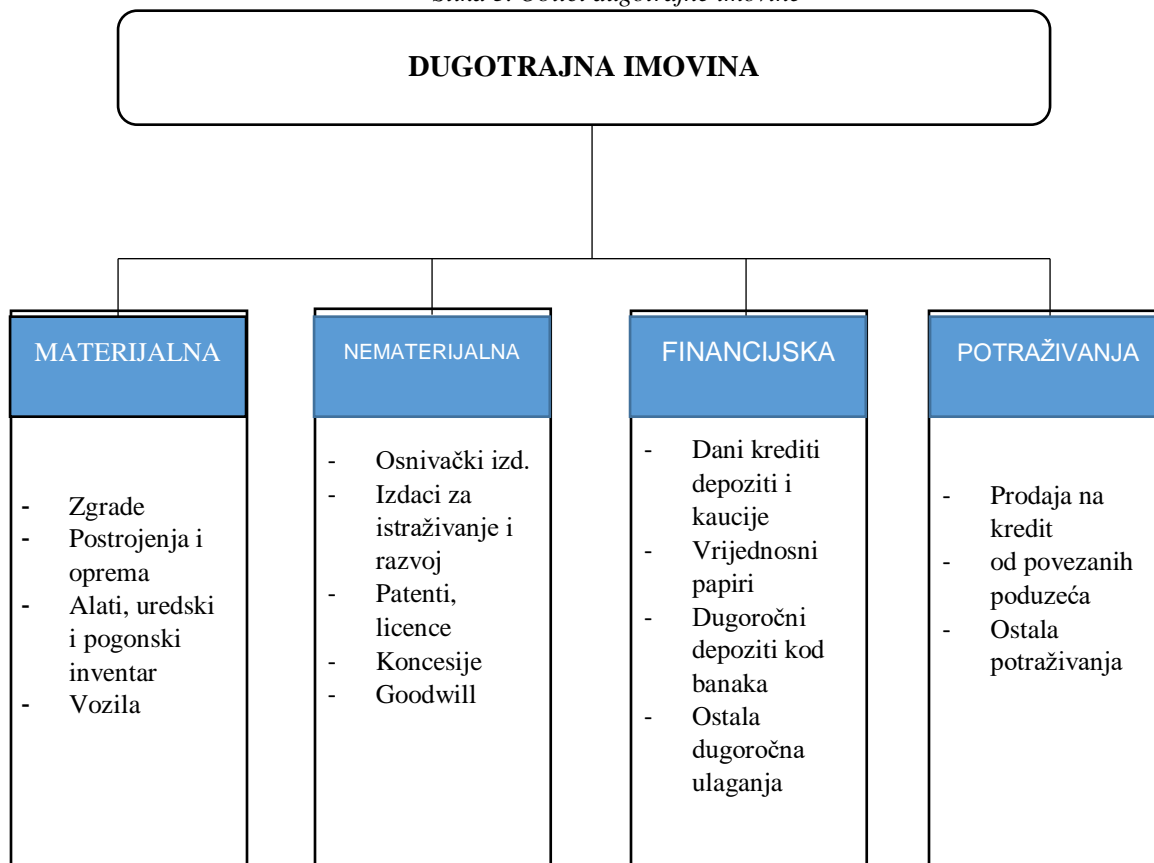 DUGOTRAJNA IMOVINA
MATERIJALNA
- Zgrade
- Postrojenja i
oprema
- Alati, uredski
i pogonski
inventar
- Vozila
NEMATERIJALNA
- Osnivački izd.
- Izdaci za
istraživanje i
razvoj
- Patenti,
licence
- Koncesije
- Goodwill
FINANCIJSKA
- Dani krediti
depoziti i
kaucije
- Vrijednosni
papiri
- Dugoročni
depoziti kod
banaka
- Ostala
dugoročna
ulaganja
POTRAŽIVANJA
- Prodaja na
kredit
- od povezanih
poduzeća
- Ostala
potraživanja